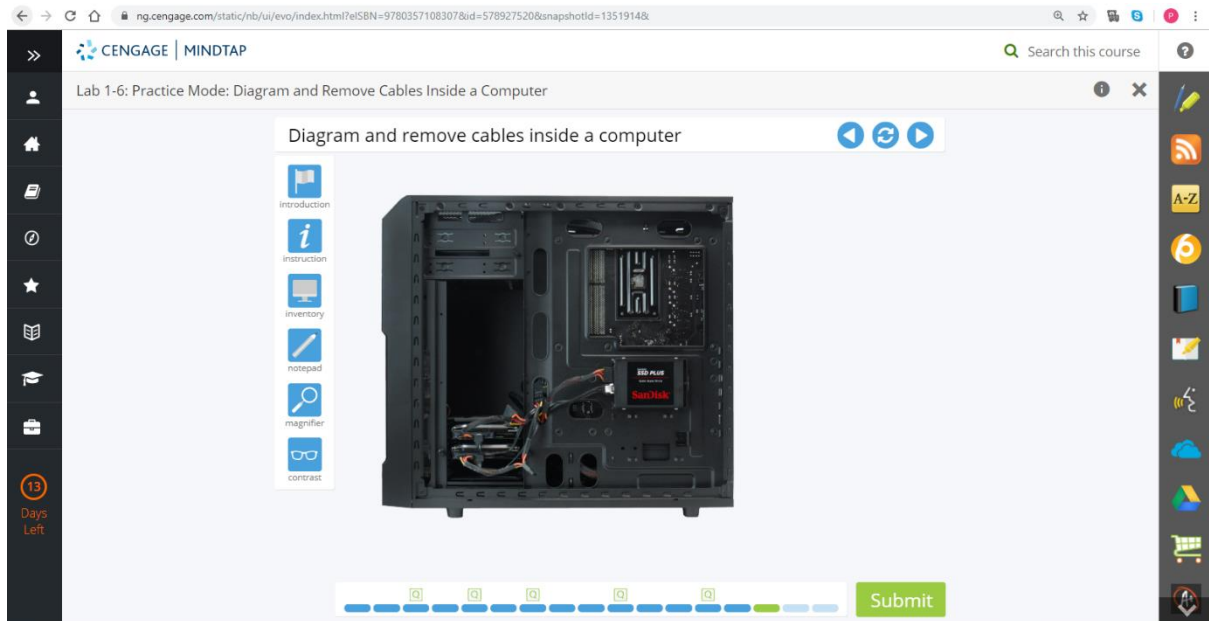 ng.cengage.com/static/nb/ui/evo/index.html?eISBN=9780357108307&id=578927520&snapshotId=1351914&
P
CENGAGE | MINDTAP
Search this course
Lab 1-6: Practice Mode: Diagram and Remove Cables Inside a Computer
Diagram and remove cables inside a computer
introduction
instruction
inventory
notepad
magnifier
contrast
SSD PLUS
SanDisk
A-Z
13
Days
Left
Q Q Q Q Q
Submit
A+